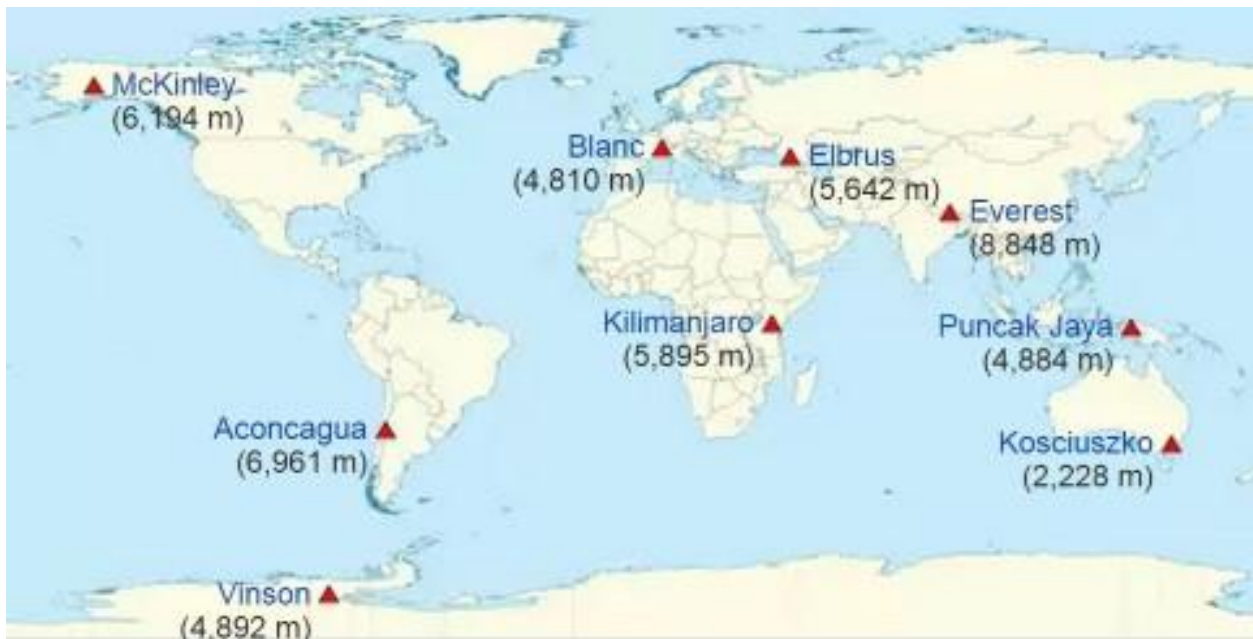 McKinley
(6,194 m)
Blanc
(4,810 m)
Elbrus
(5,642 m)
Everest
(8,848 m)
Kilimanjaro
(5,895 m)
Puncak Jaya
(4,884 m)
Aconcagua
(6,961 m)
Kosciuszko
(2,228 m)
Vinson
(4,892 m)